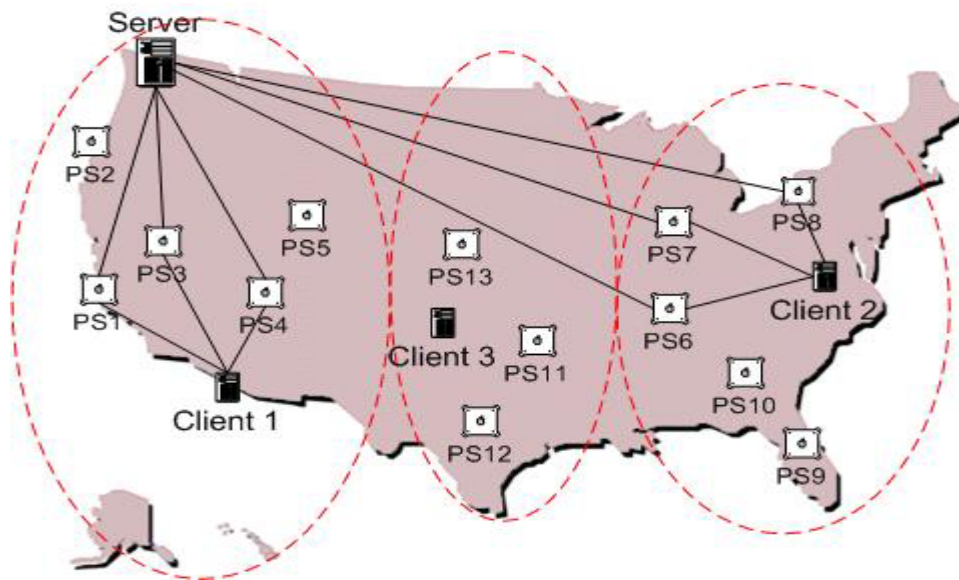 Server
PS2
PS8
PS5
PS7
PS3
PS13
PS1
PS4
PS6
Client 2
Client 3
PS11
PS10
Client 1
PS12
PS9